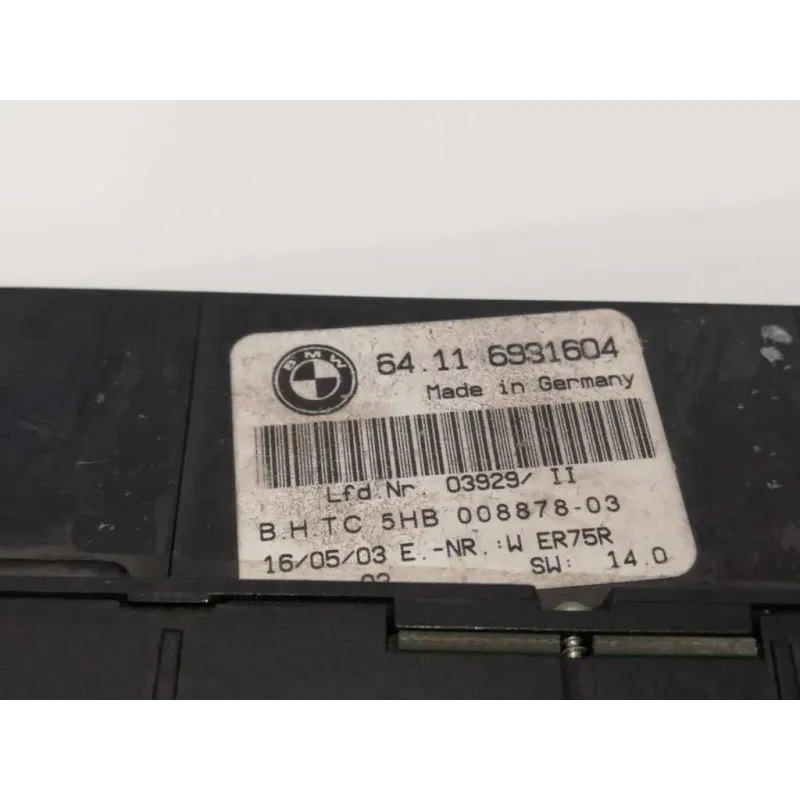 BMW
64.11 6931604
Made in Germany
Lfd.Nr. 03929/ II
B.H.TC 5HB 008878-03
16/05/03 E.-NR.:W ER75R
SW: 14.0